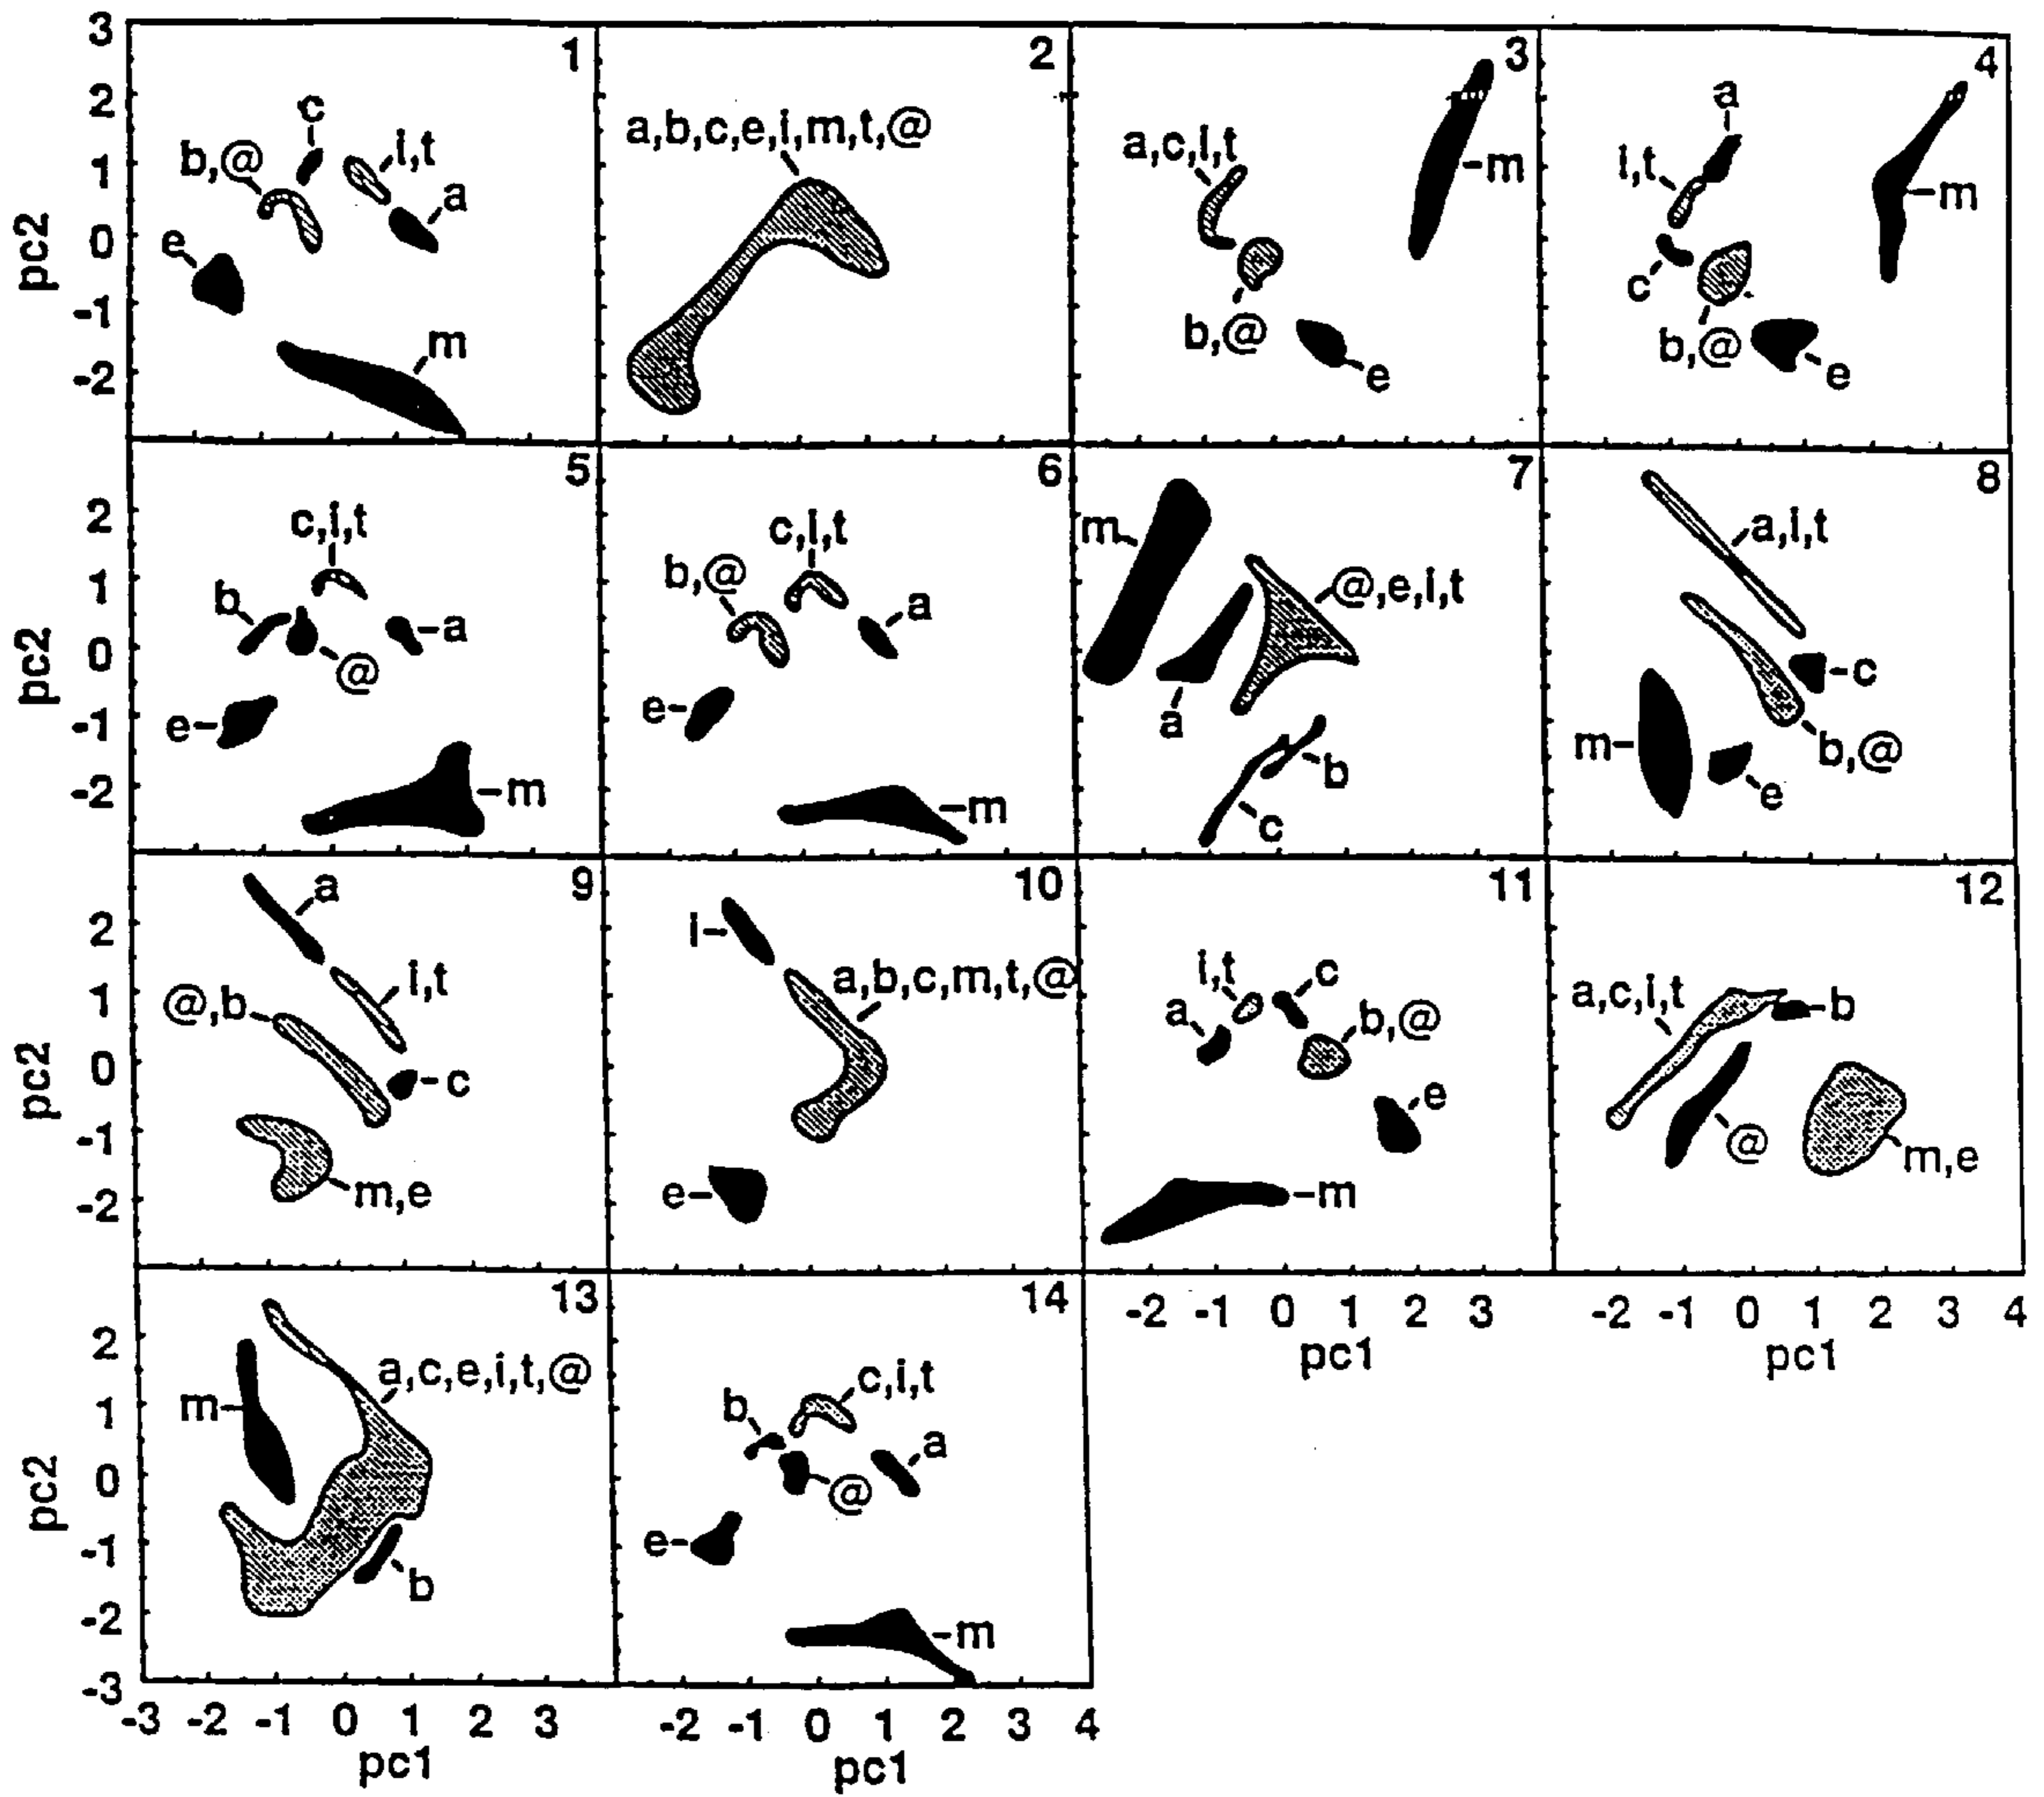 3
2
1
0
-1
-2
pc2
1
c
b,@
i,t
a
e
m
2
a,b,c,e,i,m,t,@
3
a,c,i,t
m
b,@
e
4
a
i,t
m
c
b,@
e
2
1
0
-1
-2
pc2
5
c,i,t
b
a
@
e
m
6
c,i,t
b,@
a
e
m
7
m
@,e,i,t
a
b
c
8
a,i,t
c
m
b,@
e
2
1
0
-1
-2
pc2
9
a
i,t
@,b
c
m,e
10
i
a,b,c,m,t,@
e
11
i,t
c
a
b,@
e
m
12
a,c,i,t
b
@
m,e
-2 -1 0 1 2 3
pc1
-2 -1 0 1 2 3 4
pc1
2
1
0
-1
-2
-3
pc2
13
a,c,e,i,t,@
m
b
14
c,i,t
b
a
@
e
m
-3 -2 -1 0 1 2 3
pc1
-2 -1 0 1 2 3 4
pc1